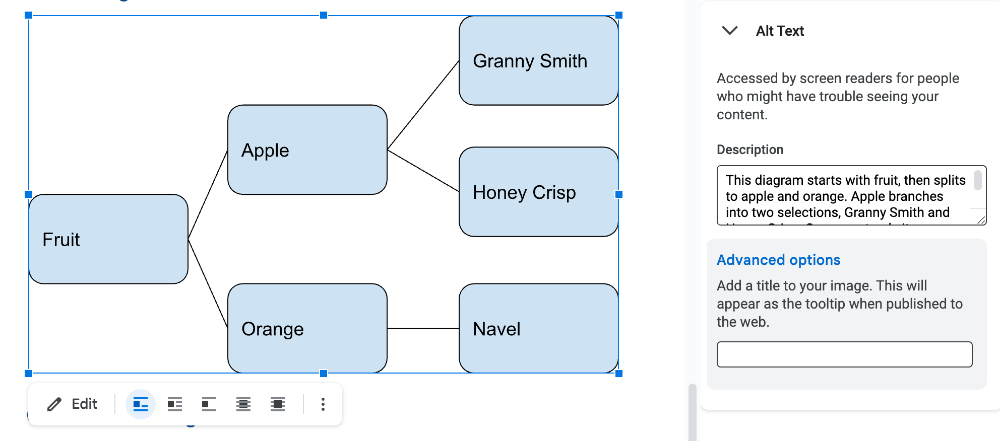 Granny Smith
Apple
Honey Crisp
Fruit
Orange
Navel
Edit
Alt Text
Accessed by screen readers for people
who might have trouble seeing your
content.
Description
This diagram starts with fruit, then splits
to apple and orange. Apple branches
into two selections, Granny Smith and
Advanced options
Add a title to your image. This will
appear as the tooltip when published to
the web.